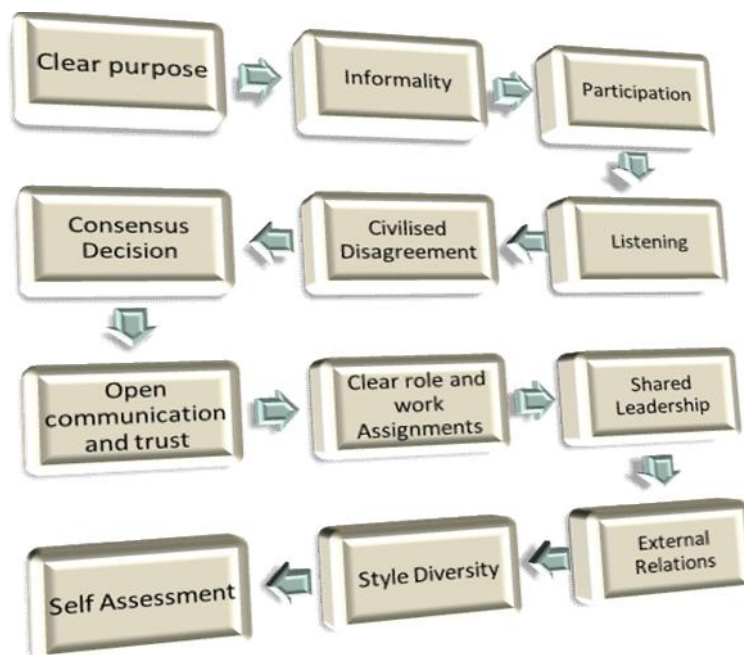 Clear purpose
Informality
Participation
Listening
Civilised
Disagreement
Consensus
Decision
Open
communication
and trust
Clear role and
work
Assignments
Shared
Leadership
External
Relations
Style Diversity
Self Assessment